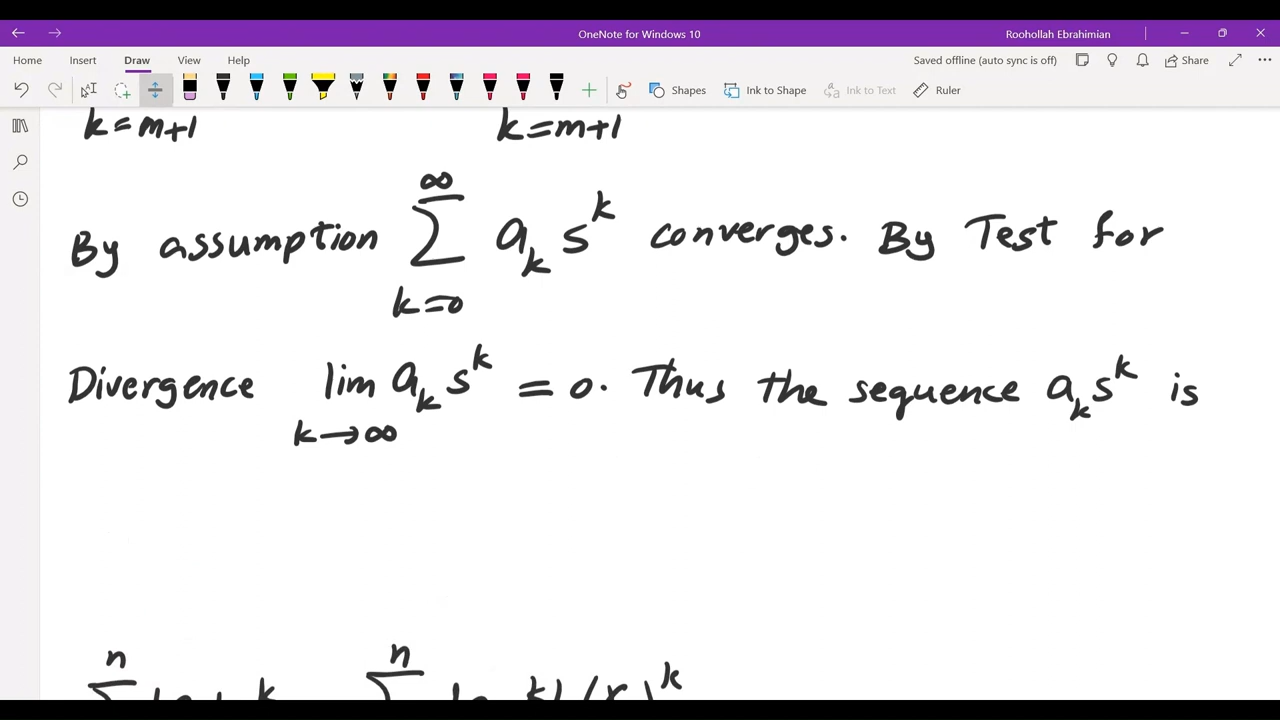 OneNote for Windows 10
Roohollah Ebrahimian
Home Insert Draw View Help
Saved offline (auto sync is off)
Share
Shapes
Ink to Shape
Ink to Text
Ruler
k=m+1 k=m+1
By assumption ∑_{k=0}^{∞} a_k s^k converges. By Test for
Divergence lim_{k→∞} a_k s^k = 0. Thus the sequence a_k s^k is
n n